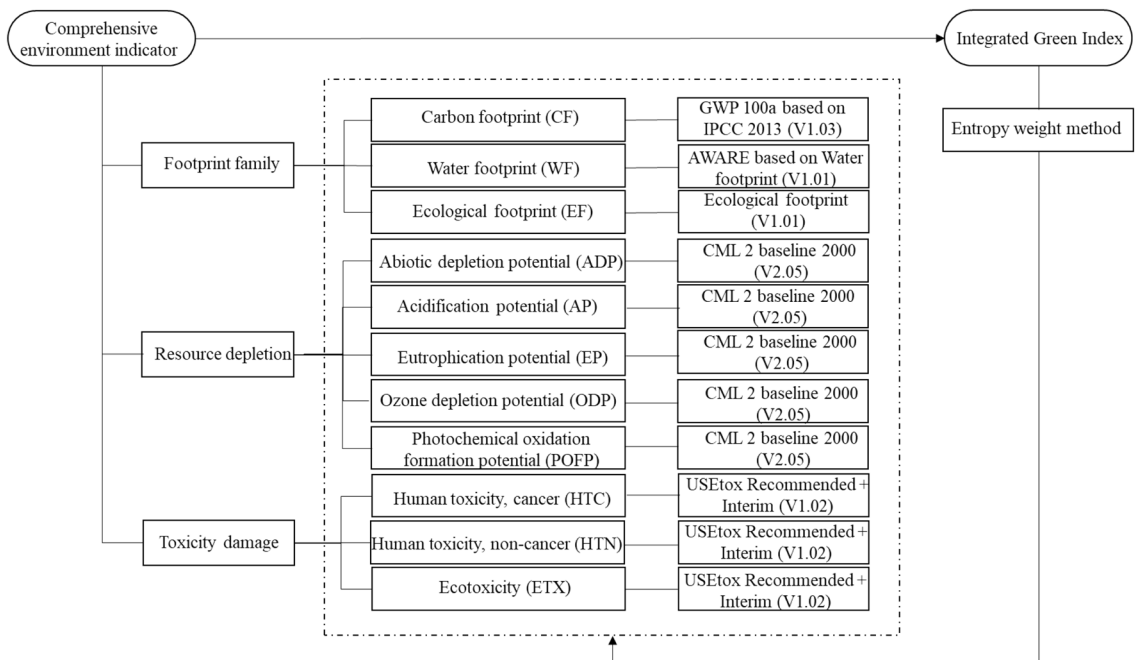 Comprehensive
environment indicator
Integrated Green Index
Entropy weight method
Footprint family
Carbon footprint (CF)
GWP 100a based on
IPCC 2013 (V1.03)
Water footprint (WF)
AWARE based on Water
footprint (V1.01)
Ecological footprint (EF)
Ecological footprint
(V1.01)
Resource depletion
Abiotic depletion potential (ADP)
CML 2 baseline 2000
(V2.05)
Acidification potential (AP)
CML 2 baseline 2000
(V2.05)
Eutrophication potential (EP)
CML 2 baseline 2000
(V2.05)
Ozone depletion potential (ODP)
CML 2 baseline 2000
(V2.05)
Photochemical oxidation
formation potential (POFP)
CML 2 baseline 2000
(V2.05)
Toxicity damage
Human toxicity, cancer (HTC)
USEtox Recommended +
Interim (V1.02)
Human toxicity, non-cancer (HTN)
USEtox Recommended +
Interim (V1.02)
Ecotoxicity (ETX)
USEtox Recommended +
Interim (V1.02)